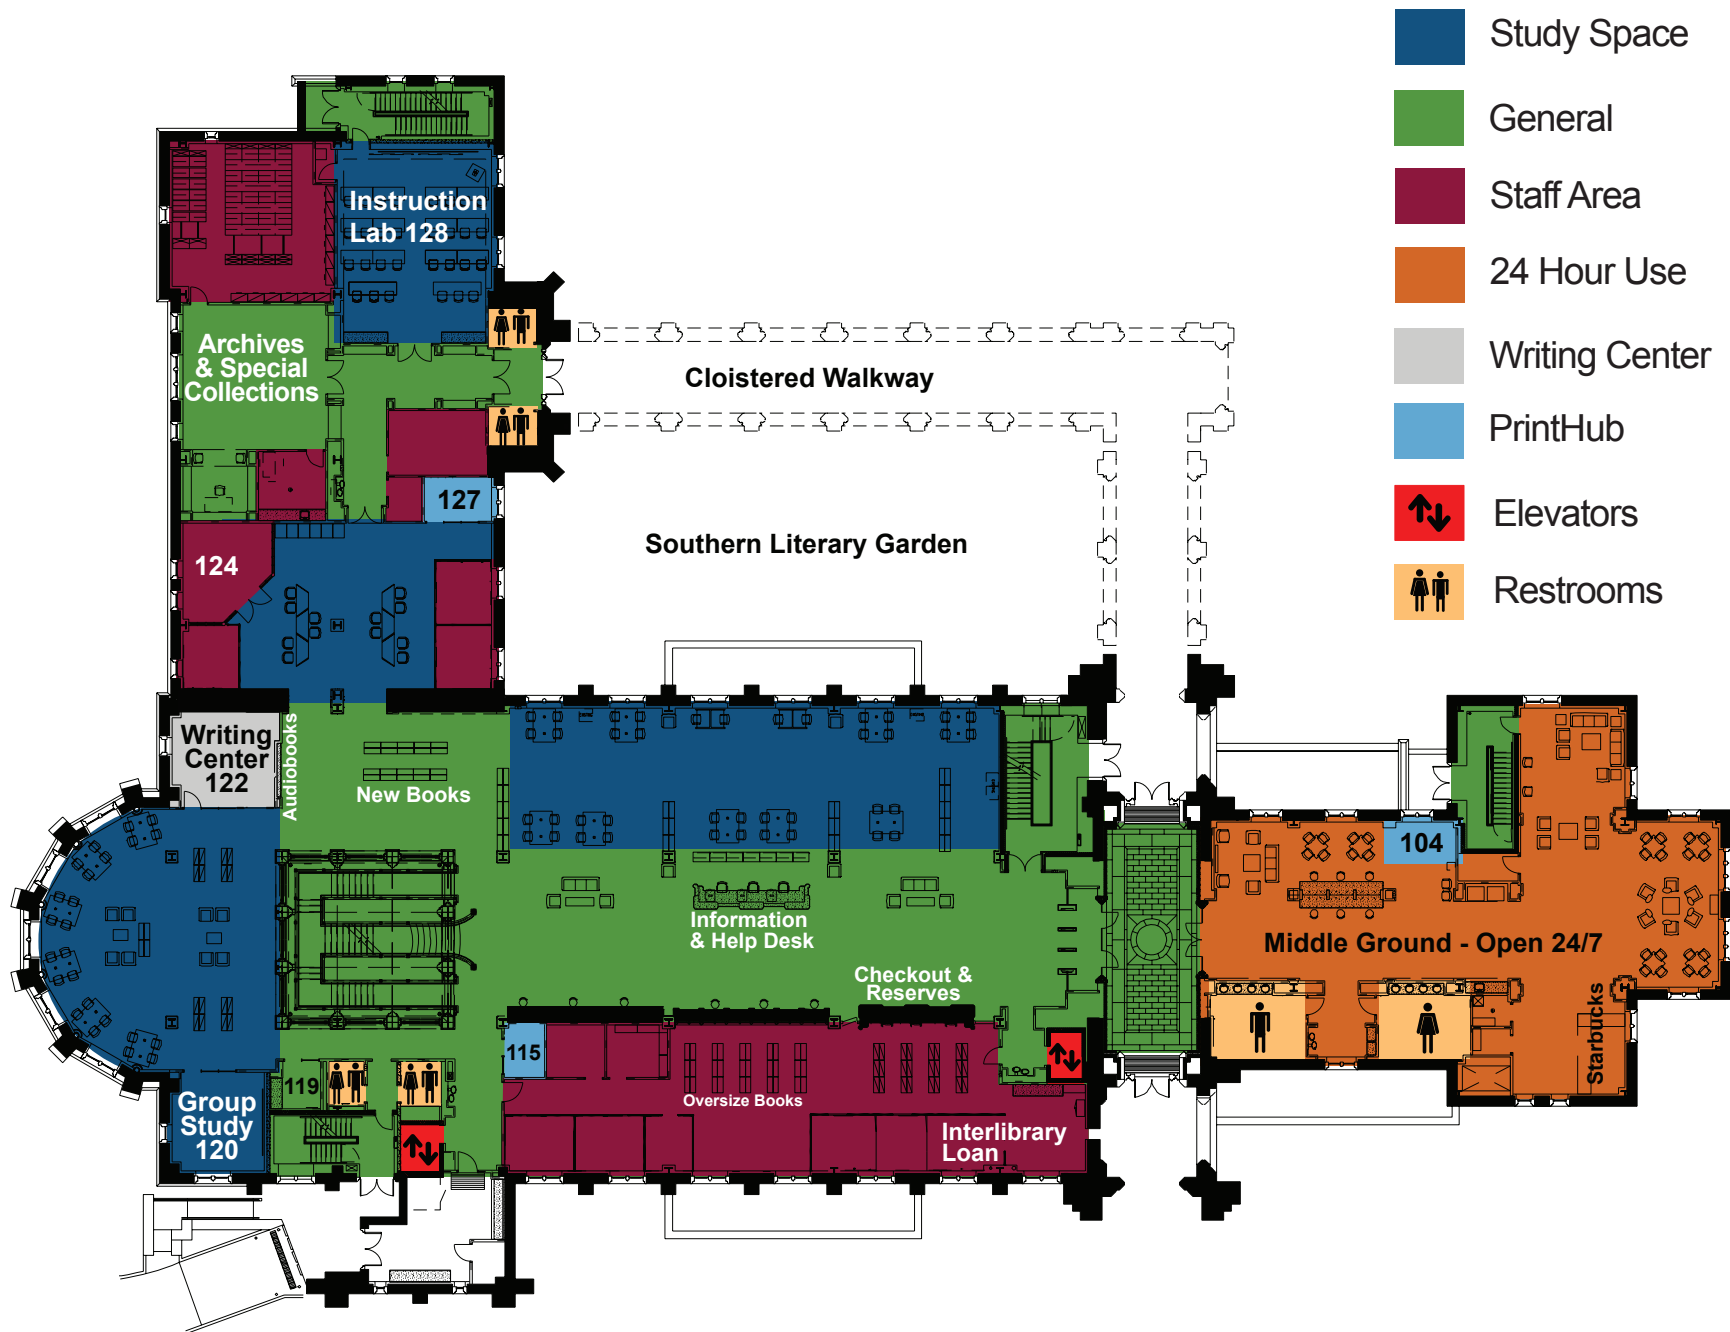 Study Space
General
Staff Area
24 Hour Use
Writing Center
PrintHub
Elevators
Restrooms
Instruction
Lab 128
Archives
& Special
Collections
Cloistered Walkway
127
Southern Literary Garden
124
Writing
Center
122
Audiobooks
New Books
104
Information
& Help Desk
Middle Ground - Open 24/7
Checkout &
Reserves
Starbucks
115
119
Oversize Books
Group
Study
120
Interlibrary
Loan